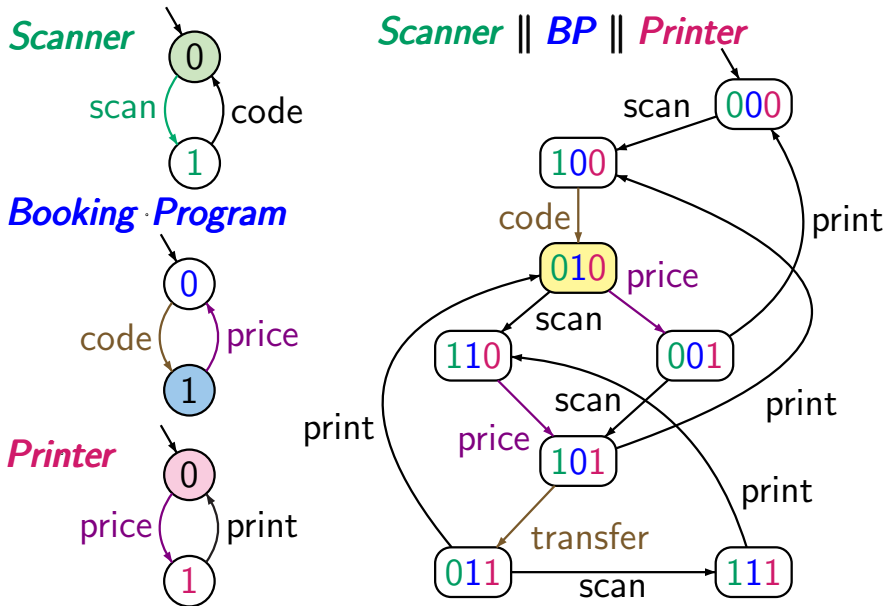 Scanner
0
scan
code
1
Booking Program
0
code
price
1
Printer
0
price
print
1
Scanner || BP || Printer
000
scan
100
code
print
010
price
scan
110
001
scan
print
print
price
101
print
transfer
011
scan
111